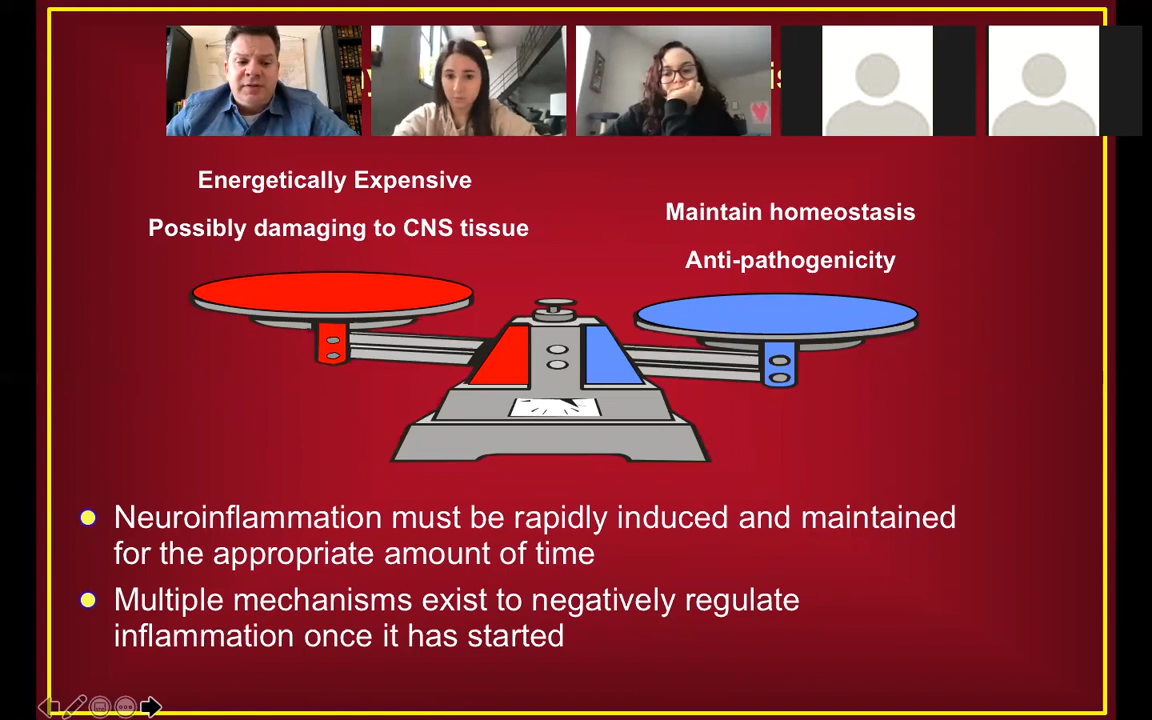 Energetically Expensive
Possibly damaging to CNS tissue
Maintain homeostasis
Anti-pathogenicity
Neuroinflammation must be rapidly induced and maintained
for the appropriate amount of time
Multiple mechanisms exist to negatively regulate
inflammation once it has started